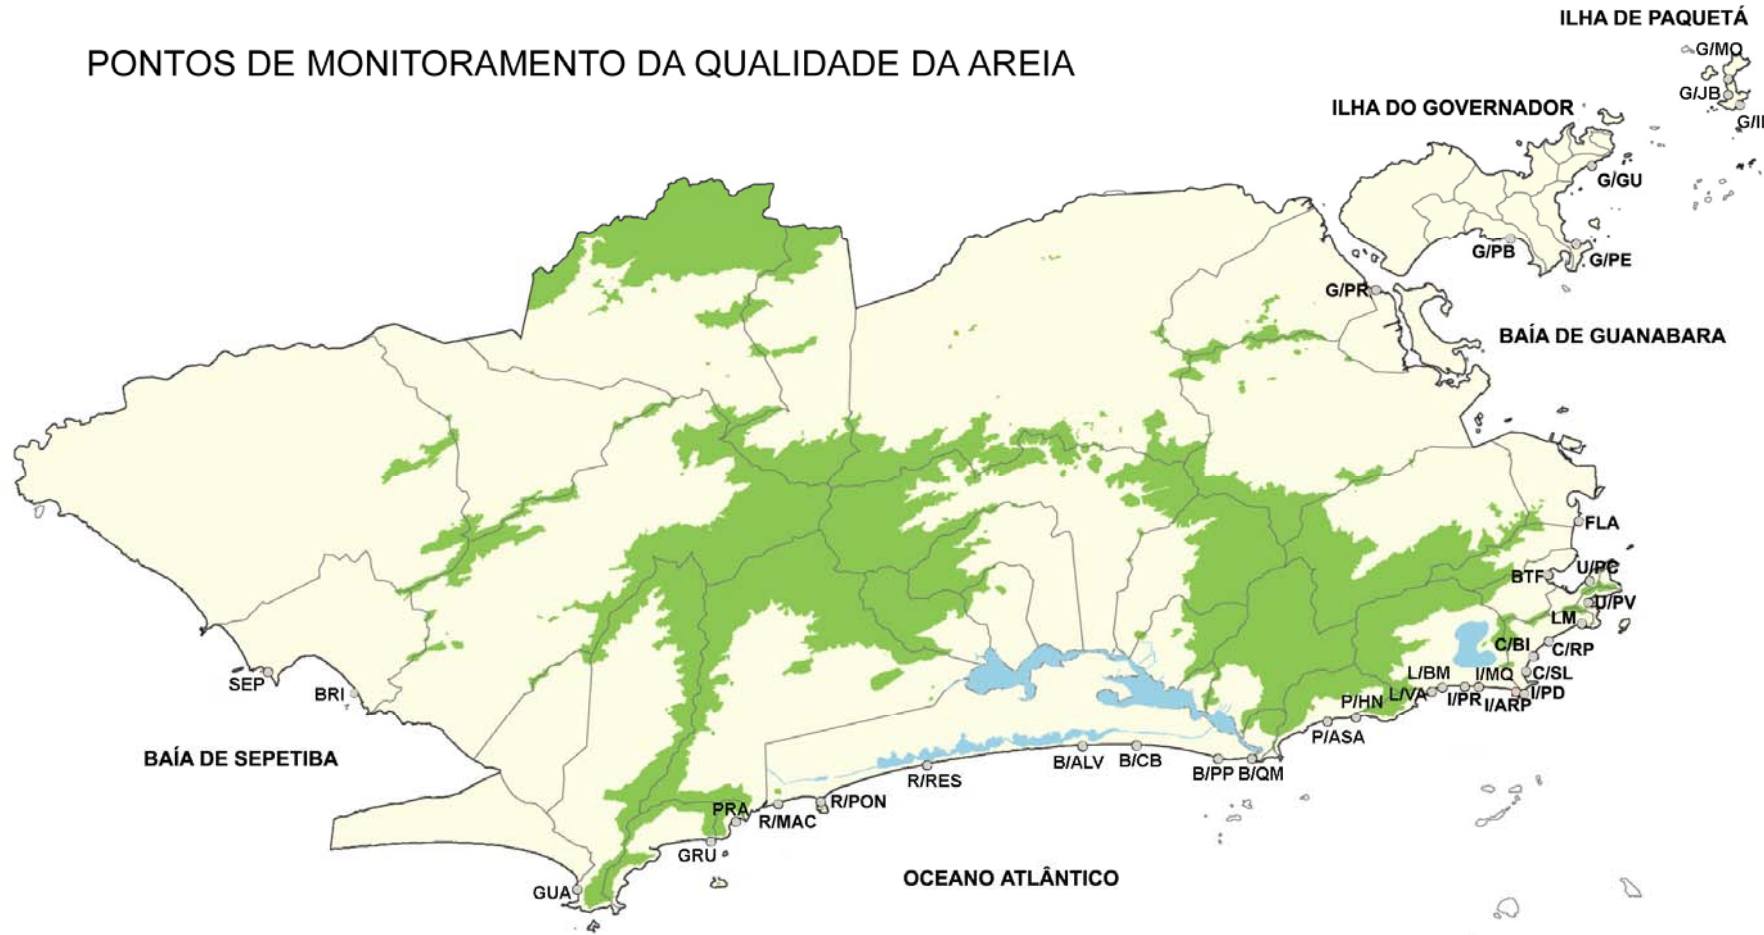 ILHA DE PAQUETÁ
G/MO
PONTOS DE MONITORAMENTO DA QUALIDADE DA AREIA
G/JB
ILHA DO GOVERNADOR
G/GU
G/PB
G/PE
G/PR
BAÍA DE GUANABARA
FLA
BTF
U/PC
U/PV
LM
C/BI
C/RP
L/BM
I/MQ
C/SL
SEP
BRI
L/VA
I/PR
I/ARP
I/PD
P/HN
P/ASA
BAÍA DE SEPETIBA
B/ALV
B/CB
B/PP
B/QM
R/RES
PRA
R/MAC
R/PON
GRU
OCEANO ATLÂNTICO
GUA